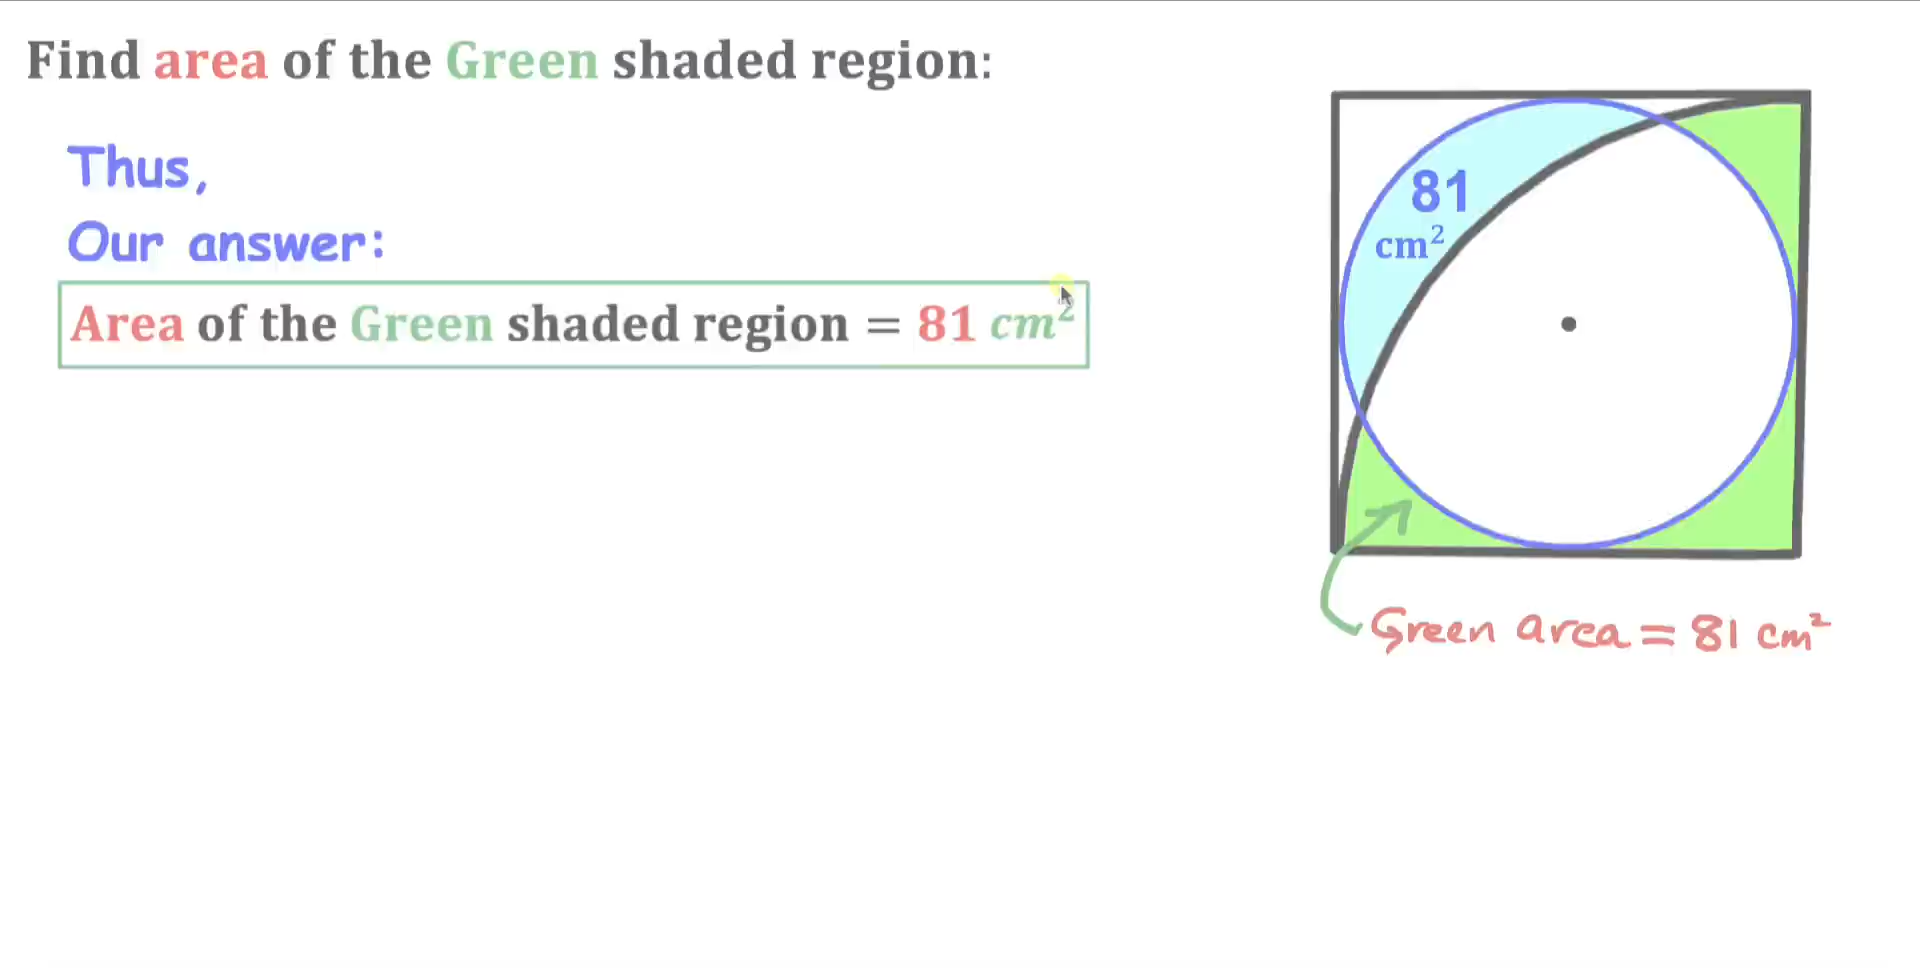 Find area of the Green shaded region:
Thus,
Our answer:
Area of the Green shaded region = 81 cm²
81
cm²
Green area = 81 cm²